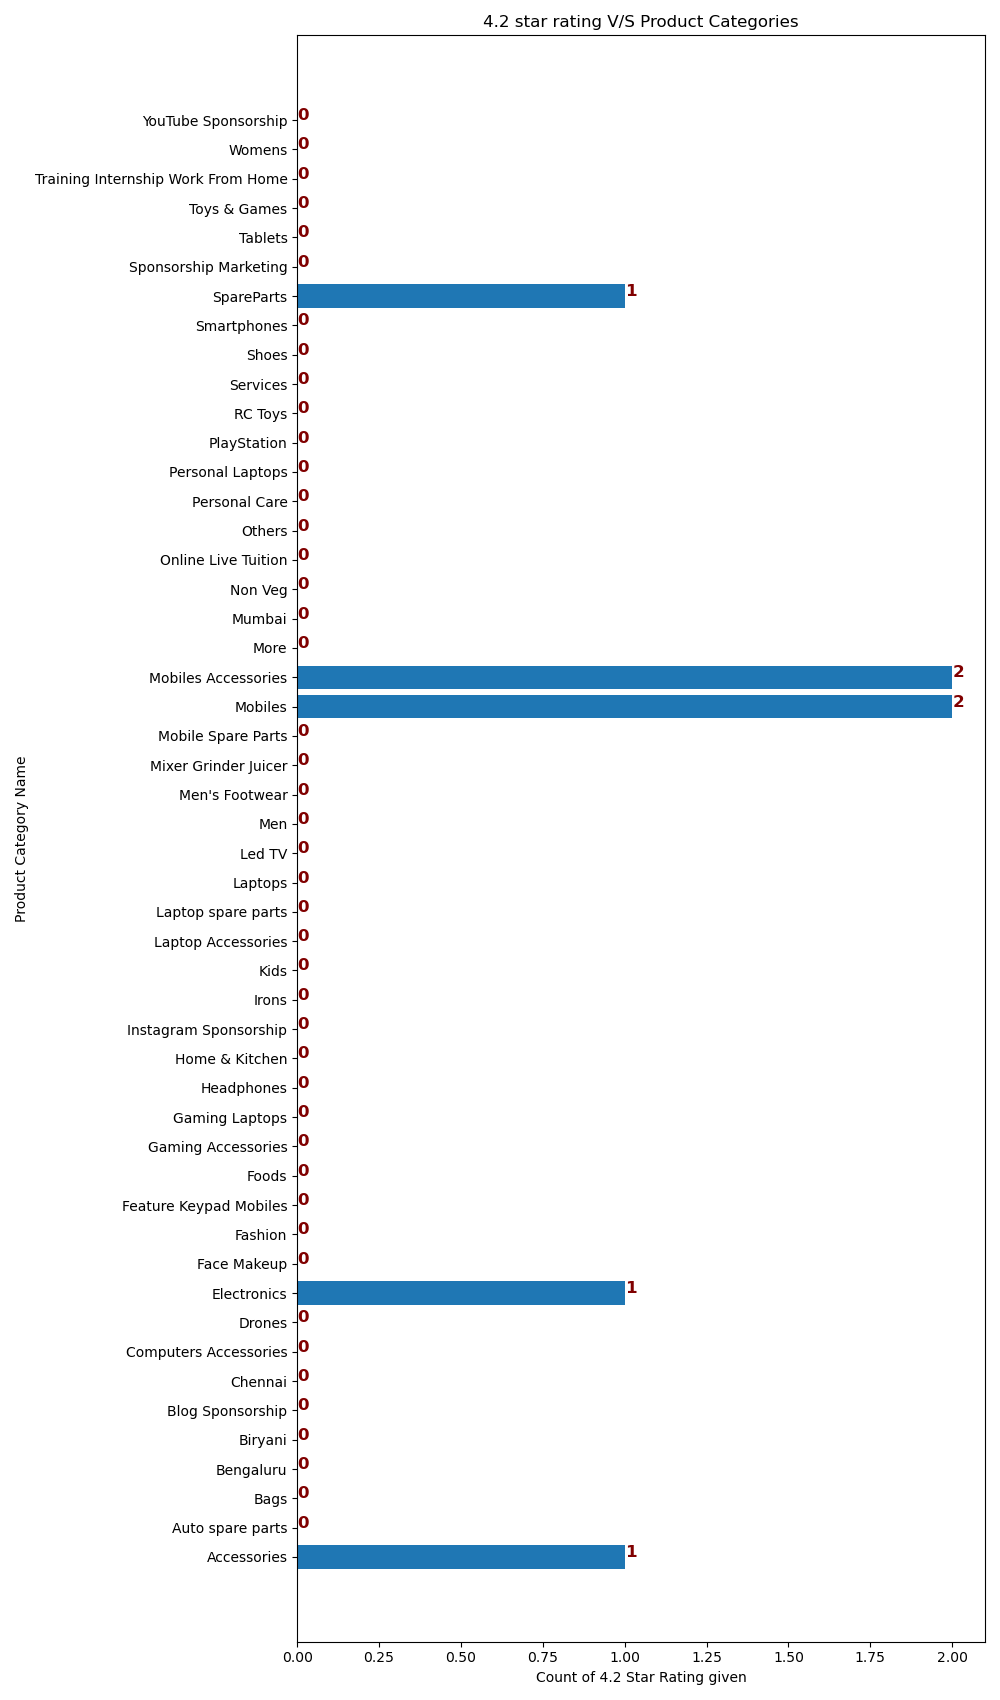 4.2 star rating V/S Product Categories
YouTube Sponsorship 0
Womens 0
Training Internship Work From Home 0
Toys & Games 0
Tablets 0
Sponsorship Marketing 0
SpareParts 1
Smartphones 0
Shoes 0
Services 0
RC Toys 0
PlayStation 0
Personal Laptops 0
Personal Care 0
Others 0
Online Live Tuition 0
Non Veg 0
Mumbai 0
More 0
Mobiles Accessories 2
Mobiles 2
Mobile Spare Parts 0
Mixer Grinder Juicer 0
Men's Footwear 0
Men 0
Led TV 0
Laptops 0
Laptop spare parts 0
Laptop Accessories 0
Kids 0
Irons 0
Instagram Sponsorship 0
Home & Kitchen 0
Headphones 0
Gaming Laptops 0
Gaming Accessories 0
Foods 0
Feature Keypad Mobiles 0
Fashion 0
Face Makeup 0
Electronics 1
Drones 0
Computers Accessories 0
Chennai 0
Blog Sponsorship 0
Biryani 0
Bengaluru 0
Bags 0
Auto spare parts 0
Accessories 1
Product Category Name
0.00 0.25 0.50 0.75 1.00 1.25 1.50 1.75 2.00
Count of 4.2 Star Rating given